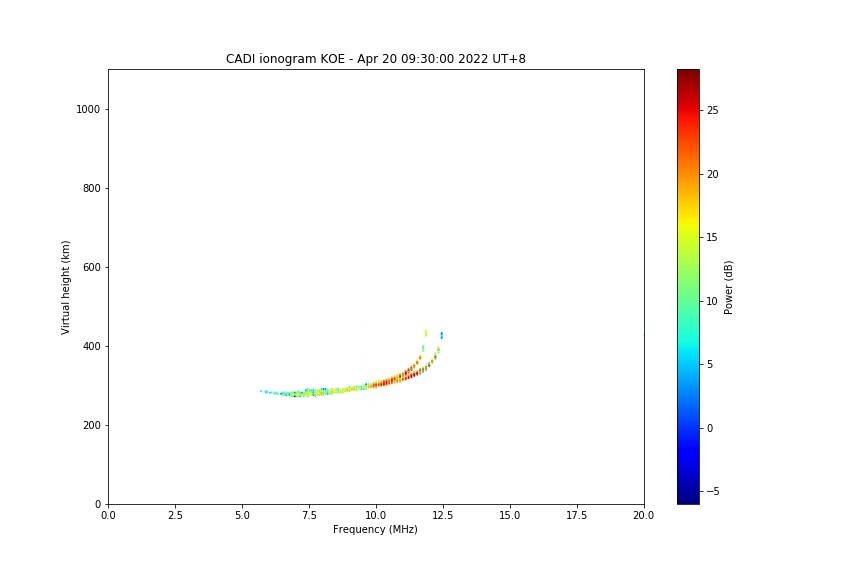 CADI ionogram KOE - Apr 20 09:30:00 2022 UT+8
1000
800
600
400
200
0
Virtual height (km)
0.0 2.5 5.0 7.5 10.0 12.5 15.0 17.5 20.0
Frequency (MHz)
25
20
15
10
5
0
−5
Power (dB)